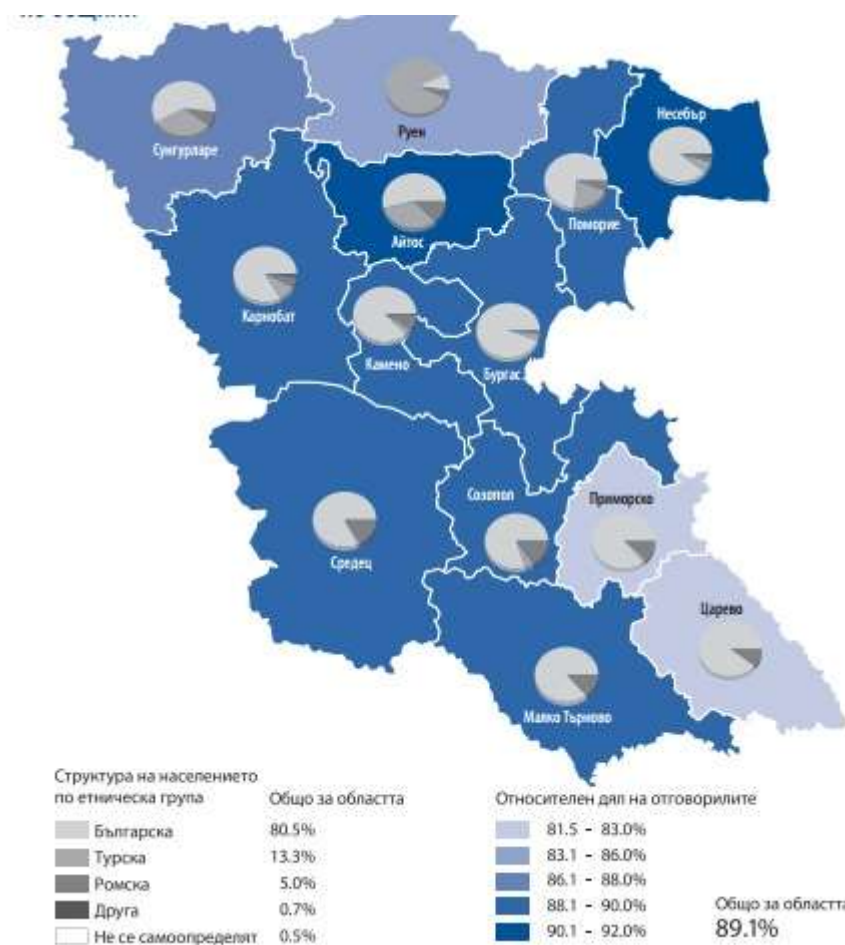 Несебър
Руен
Сунгурларе
Поморие
Айтос
Карнобат
Камено
Бургас
Созопол
Приморско
Средец
Царево
Малко Търново
Структура на населението
по етническа група
Общо за областта
Българска 80.5%
Турска 13.3%
Ромска 5.0%
Друга 0.7%
Не се самоопределят 0.5%
Относителен дял на отговорилите
81.5 - 83.0%
83.1 - 86.0%
86.1 - 88.0%
88.1 - 90.0%
90.1 - 92.0%
Общо за областта
89.1%